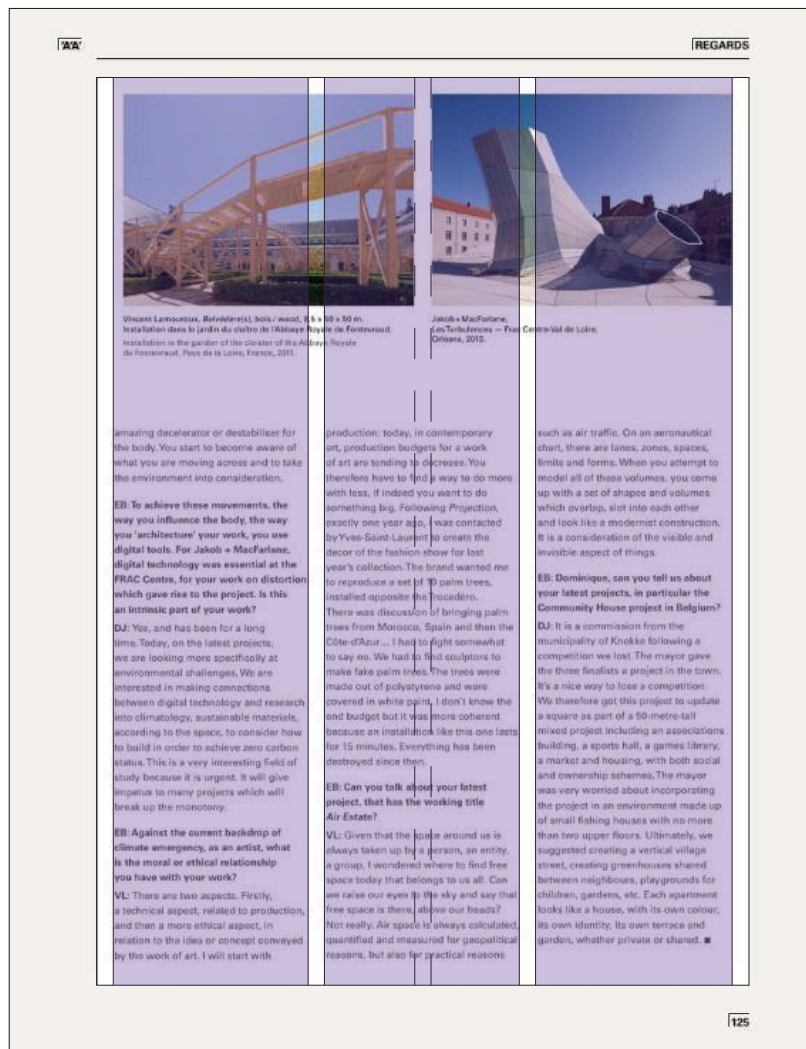 'AA'
REGARDS
Vincent Lamouroux, Belvédère(s), bois / wood, 8,5 x 50 x 50 m.
Installation dans le jardin du cloître de l'Abbaye Royale de Fontevraud.
Installation in the garden of the cloister of the Abbaye Royale
de Fontevraud, Pays de la Loire, France, 2015.
Jakob + MacFarlane,
Les Turbulences — Frac Centre-Val de Loire,
Orléans, 2013.
amazing decelerator or destabiliser for
the body. You start to become aware of
what you are moving across and to take
the environment into consideration.
EB: To achieve these movements, the
way you influence the body, the way
you 'architecture' your work, you use
digital tools. For Jakob + MacFarlane,
digital technology was essential at the
FRAC Centre, for your work on distortion
which gave rise to the project. Is this
an intrinsic part of your work?
DJ: Yes, and has been for a long
time. Today, on the latest projects,
we are looking more specifically at
environmental challenges. We are
interested in making connections
between digital technology and research
into climatology, sustainable materials,
according to the space, to consider how
to build in order to achieve zero carbon
status. This is a very interesting field of
study because it is urgent. It will give
impetus to many projects which will
break up the monotony.
EB: Against the current backdrop of
climate emergency, as an artist, what
is the moral or ethical relationship
you have with your work?
VL: There are two aspects. Firstly,
a technical aspect, related to production,
and then a more ethical aspect, in
relation to the idea or concept conveyed
by the work of art. I will start with
production: today, in contemporary
art, production budgets for a work
of art are tending to decrease. You
therefore have to find a way to do more
with less, if indeed you want to do
something big. Following Projection,
exactly one year ago, I was contacted
by Yves-Saint-Laurent to create the
decor of the fashion show for last
year's collection. The brand wanted me
to reproduce a set of 10 palm trees,
installed opposite the Trocadéro.
There was discussion of bringing palm
trees from Morocco, Spain and then the
Côte-d'Azur... I had to fight somewhat
to say no. We had to find sculptors to
make fake palm trees. The trees were
made out of polystyrene and were
covered in white paint. I don't know the
end budget but it was more coherent
because an installation like this one lasts
for 15 minutes. Everything has been
destroyed since then.
EB: Can you talk about your latest
project, that has the working title
Air Estate?
VL: Given that the space around us is
always taken up by a person, an entity,
a group, I wondered where to find free
space today that belongs to us all. Can
we raise our eyes to the sky and say that
free space is there, above our heads?
Not really. Air space is always calculated,
quantified and measured for geopolitical
reasons, but also for practical reasons
such as air traffic. On an aeronautical
chart, there are lanes, zones, spaces,
limits and forms. When you attempt to
model all of these volumes, you come
up with a set of shapes and volumes
which overlap, slot into each other
and look like a modernist construction.
It is a consideration of the visible and
invisible aspect of things.
EB: Dominique, can you tell us about
your latest projects, in particular the
Community House project in Belgium?
DJ: It is a commission from the
municipality of Knokke following a
competition we lost. The mayor gave
the three finalists a project in the town.
It's a nice way to lose a competition.
We therefore got this project to update
a square as part of a 50-metre-tall
mixed project including an associations
building, a sports hall, a games library,
a market and housing, with both social
and ownership schemes. The mayor
was very worried about incorporating
the project in an environment made up
of small fishing houses with no more
than two upper floors. Ultimately, we
suggested creating a vertical village
street, creating greenhouses shared
between neighbours, playgrounds for
children, gardens, etc. Each apartment
looks like a house, with its own colour,
its own identity, its own terrace and
garden, whether private or shared. ■
125